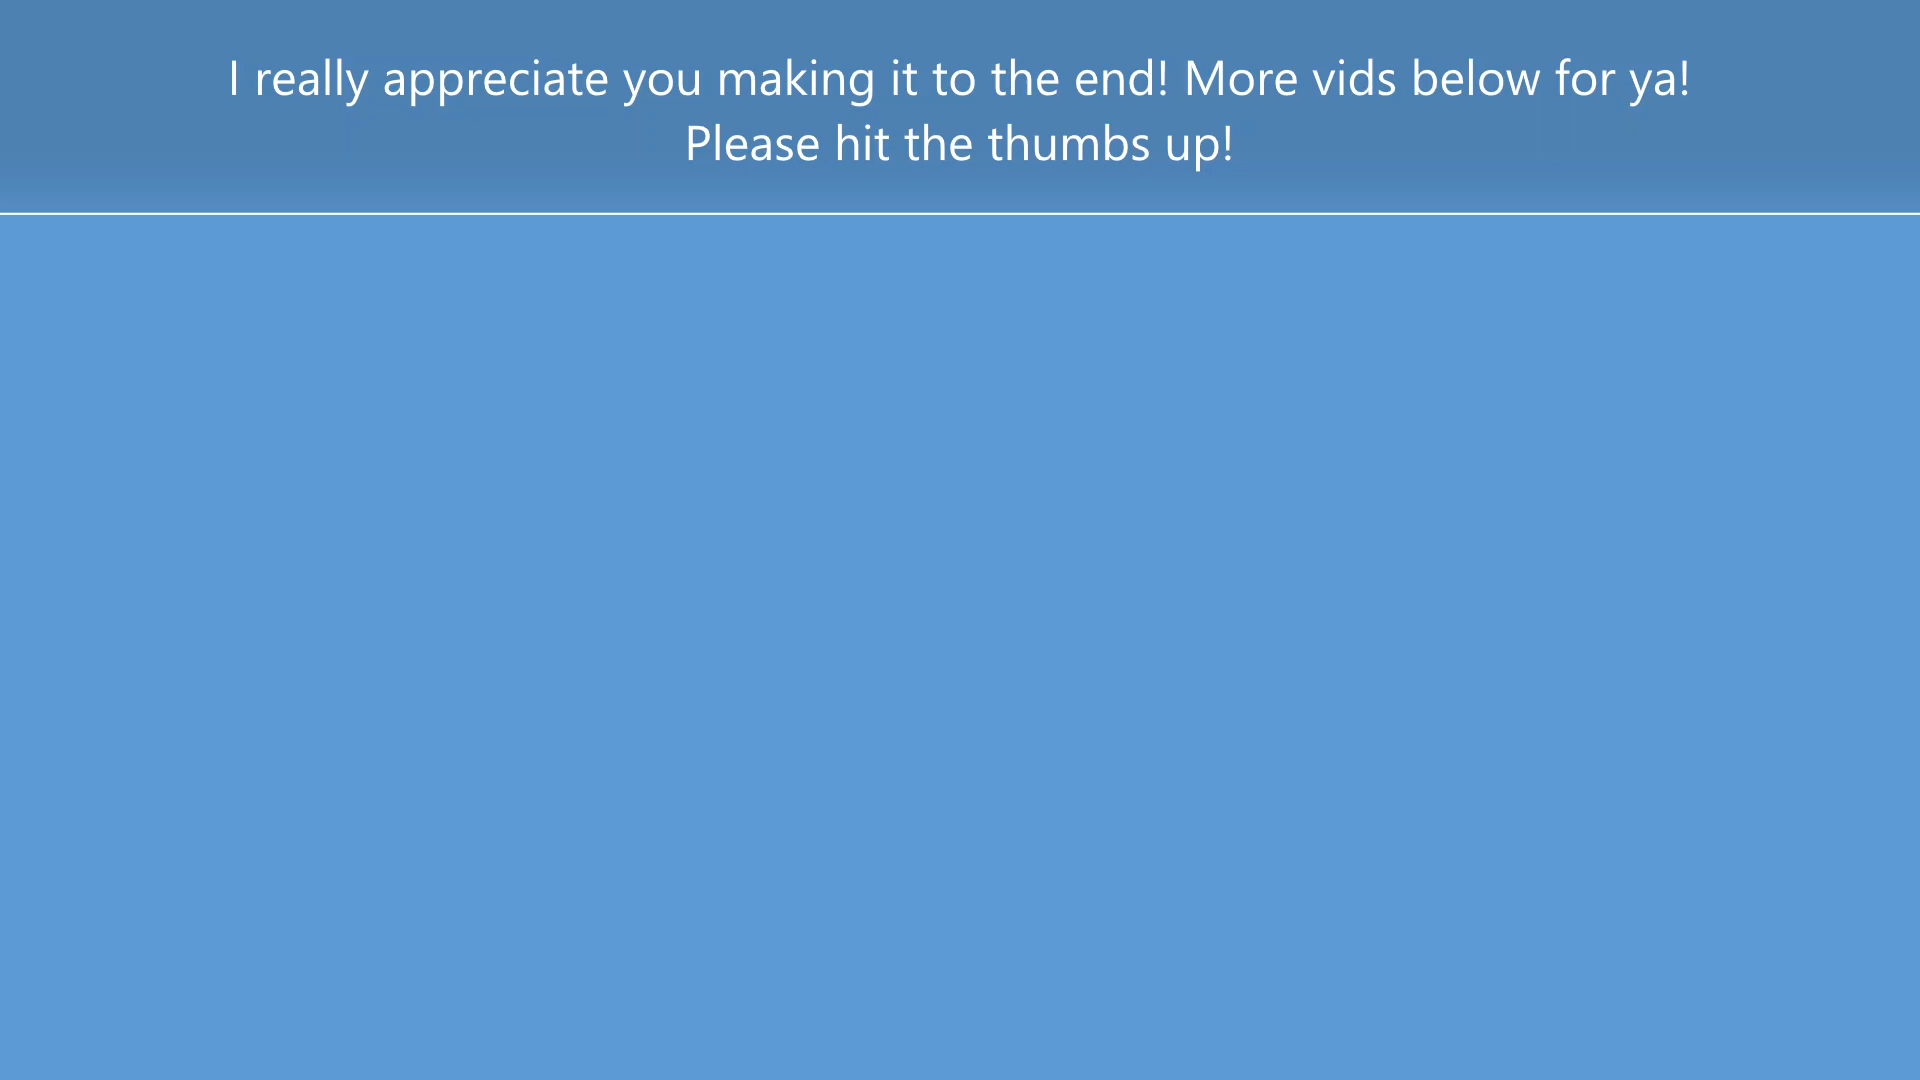 I really appreciate you making it to the end! More vids below for ya!
Please hit the thumbs up!